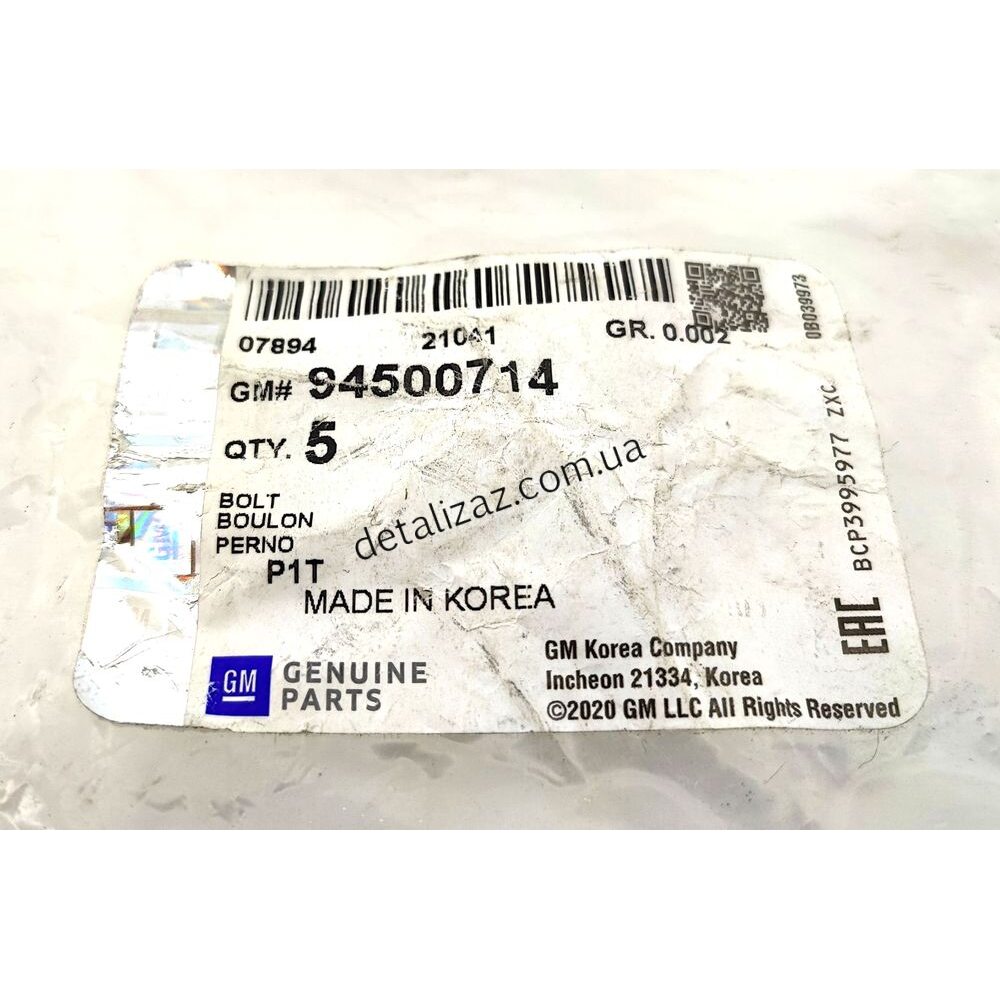 07894 21041 GR. 0.002
GM# 94500714
QTY. 5
BOLT
BOULON
PERNO
P1T
MADE IN KOREA
GM GENUINE
PARTS
GM Korea Company
Incheon 21334, Korea
©2020 GM LLC All Rights Reserved
0B039973
BCP3995977 ZXC
EAC
GM
detalizaz.com.ua